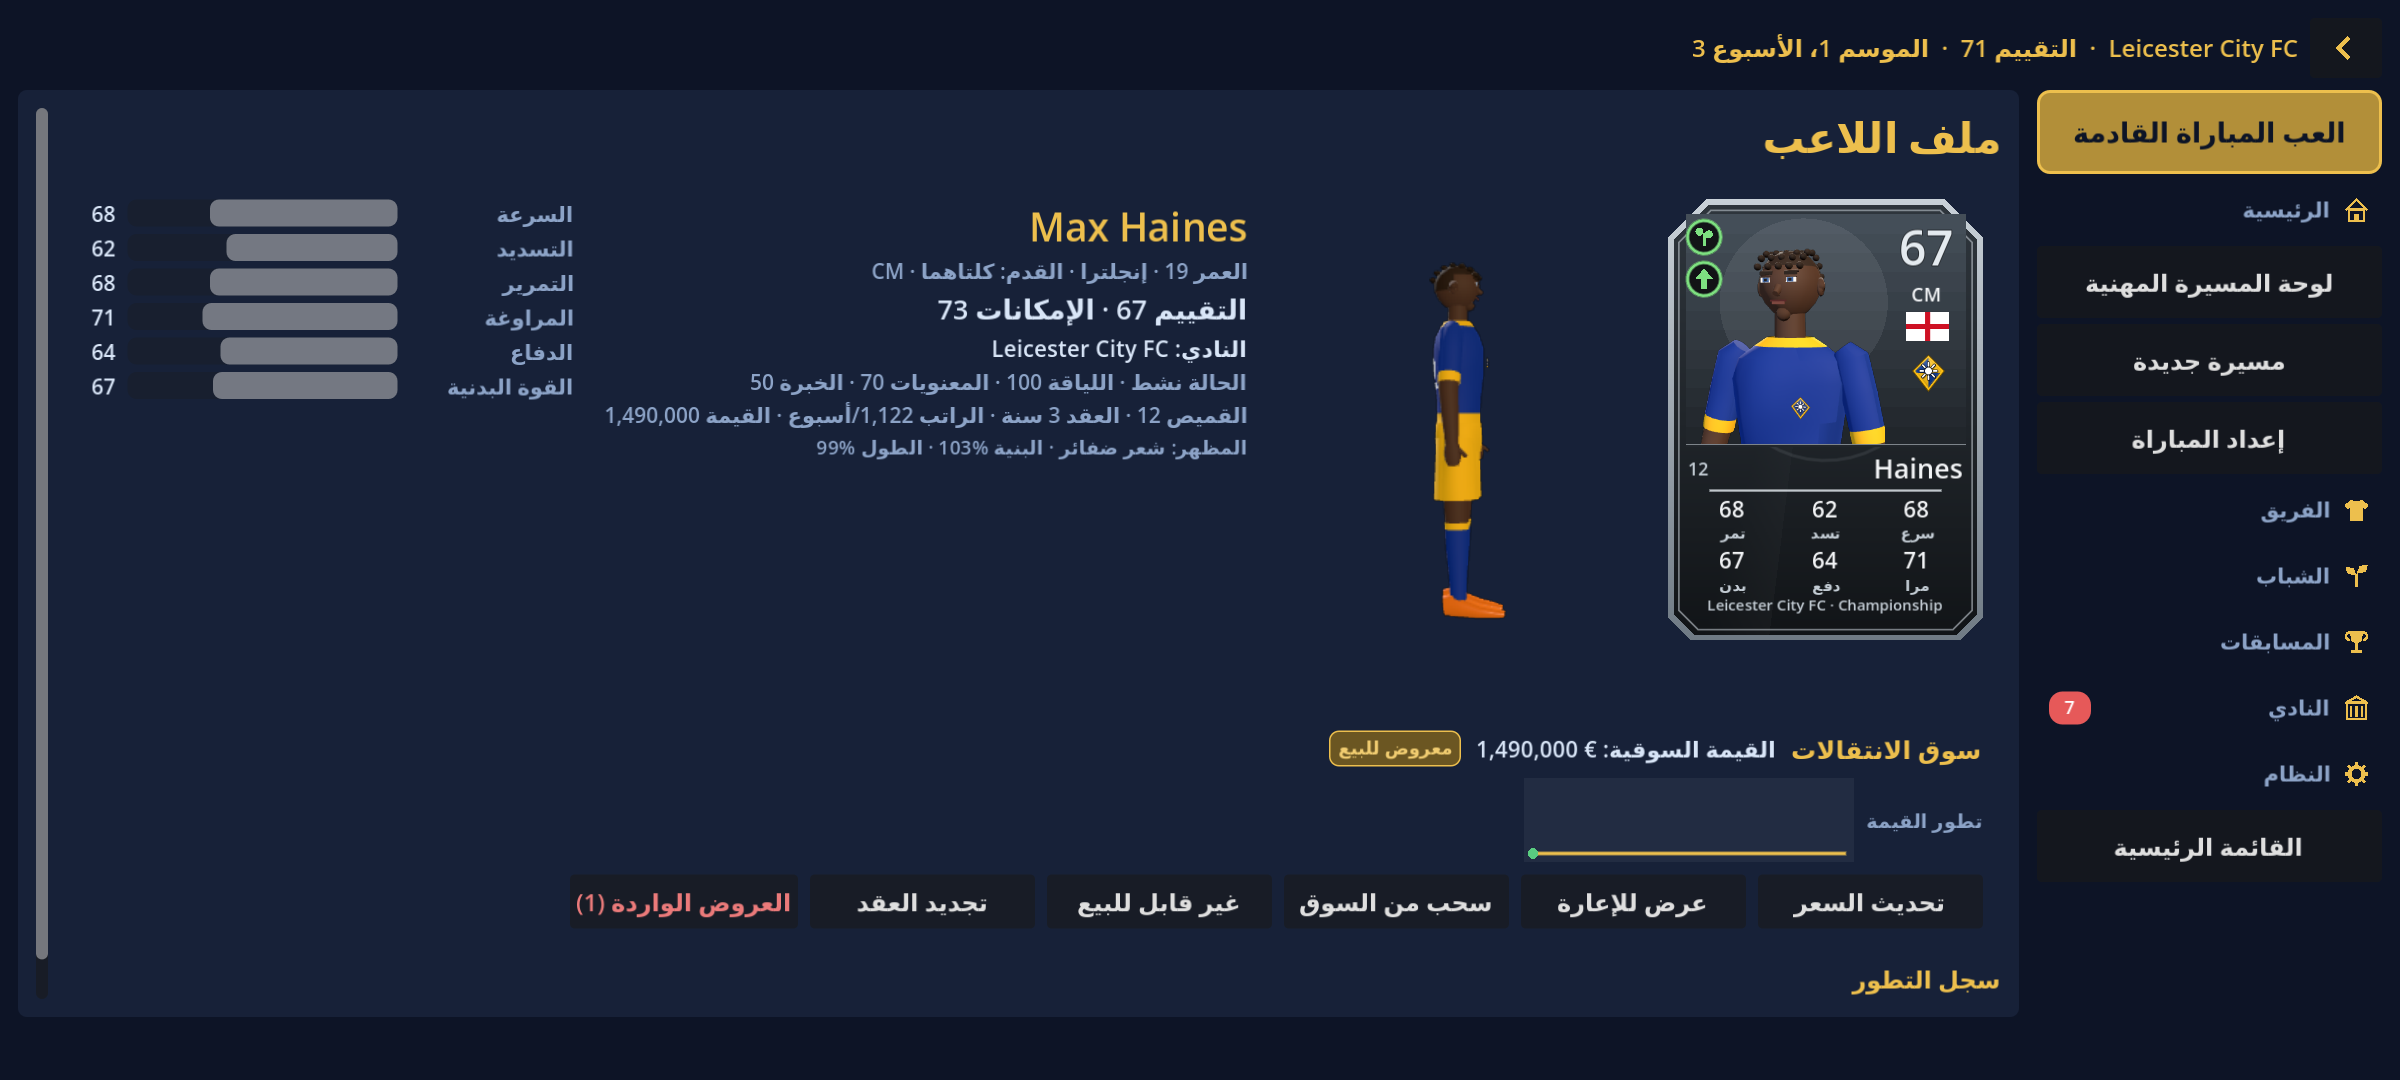 Leicester City FC · التقييم 71 · الموسم 1، الأسبوع 3
العب المباراة القادمة
الرئيسية
لوحة المسيرة المهنية
مسيرة جديدة
إعداد المباراة
الفريق
الشباب
المسابقات
النادي 7
النظام
القائمة الرئيسية
ملف اللاعب
67
CM
Haines 12
68 62 68
سرع تسد تمر
71 64 67
مرا دفع بدن
Leicester City FC · Championship
Max Haines
العمر 19 · إنجلترا · القدم: كلتاهما · CM
التقييم 67 · الإمكانات 73
النادي: Leicester City FC
الحالة نشط · اللياقة 100 · المعنويات 70 · الخبرة 50
القميص 12 · العقد 3 سنة · الراتب 1,122/أسبوع · القيمة 1,490,000
المظهر: شعر ضفائر · البنية 103% · الطول 99%
السرعة 68
التسديد 62
التمرير 68
المراوغة 71
الدفاع 64
القوة البدنية 67
سوق الانتقالات القيمة السوقية: € 1,490,000 معروض للبيع
تطور القيمة
تحديث السعر عرض للإعارة سحب من السوق غير قابل للبيع تجديد العقد العروض الواردة (1)
سجل التطور